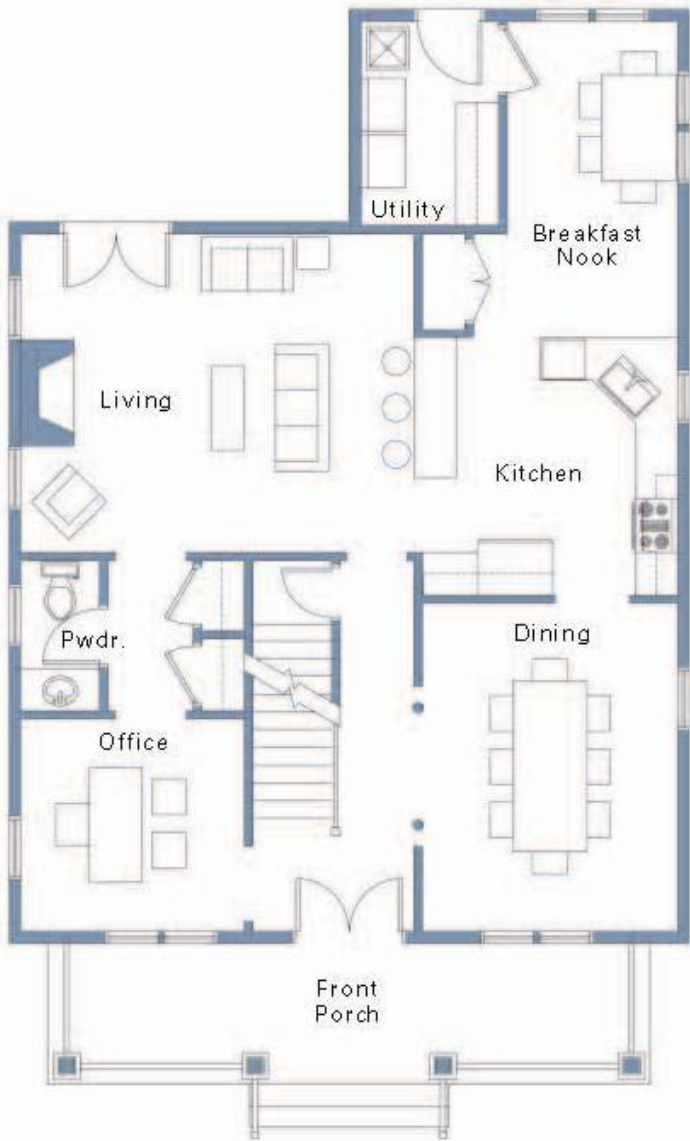 Utility
Breakfast
Nook
Living
Kitchen
Pwdr.
Dining
Office
Front
Porch